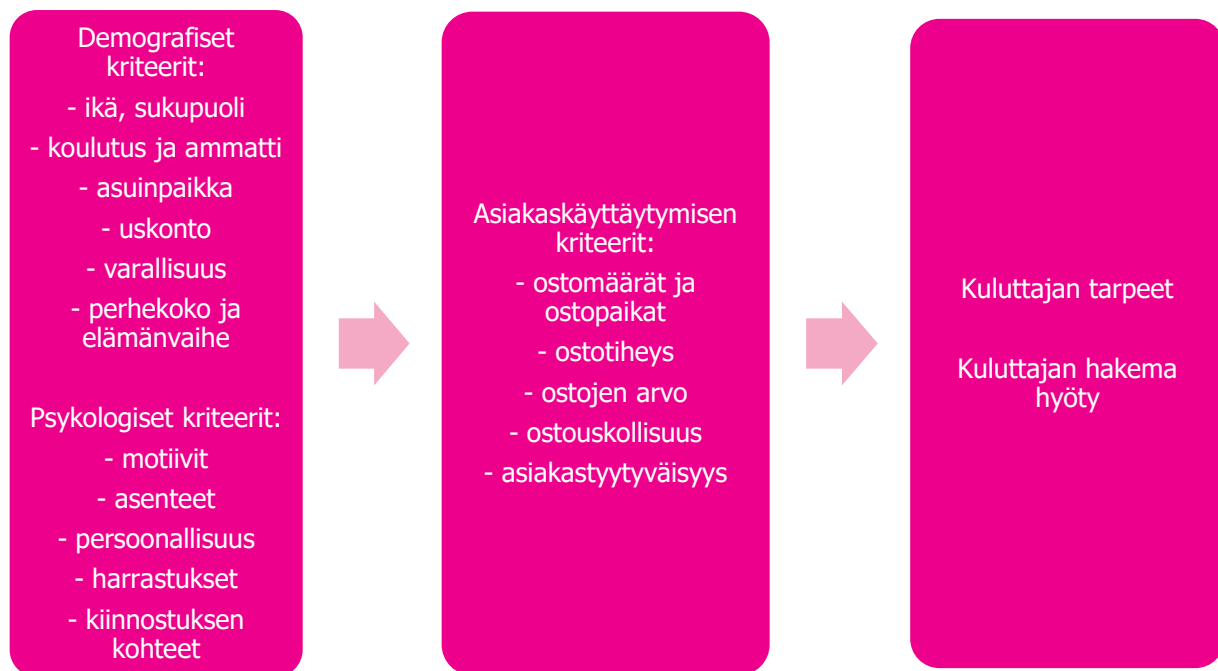 Demografiset
kriteerit:
- ikä, sukupuoli
- koulutus ja ammatti
- asuinpaikka
- uskonto
- varallisuus
- perhekoko ja
elämänvaihe
Psykologiset kriteerit:
- motiivit
- asenteet
- persoonallisuus
- harrastukset
- kiinnostuksen
kohteet
Asiakaskäyttäytymisen
kriteerit:
- ostomäärät ja
ostopaikat
- ostotiheys
- ostojen arvo
- ostouskollisuus
- asiakastyytyväisyys
Kuluttajan tarpeet
Kuluttajan hakema
hyöty